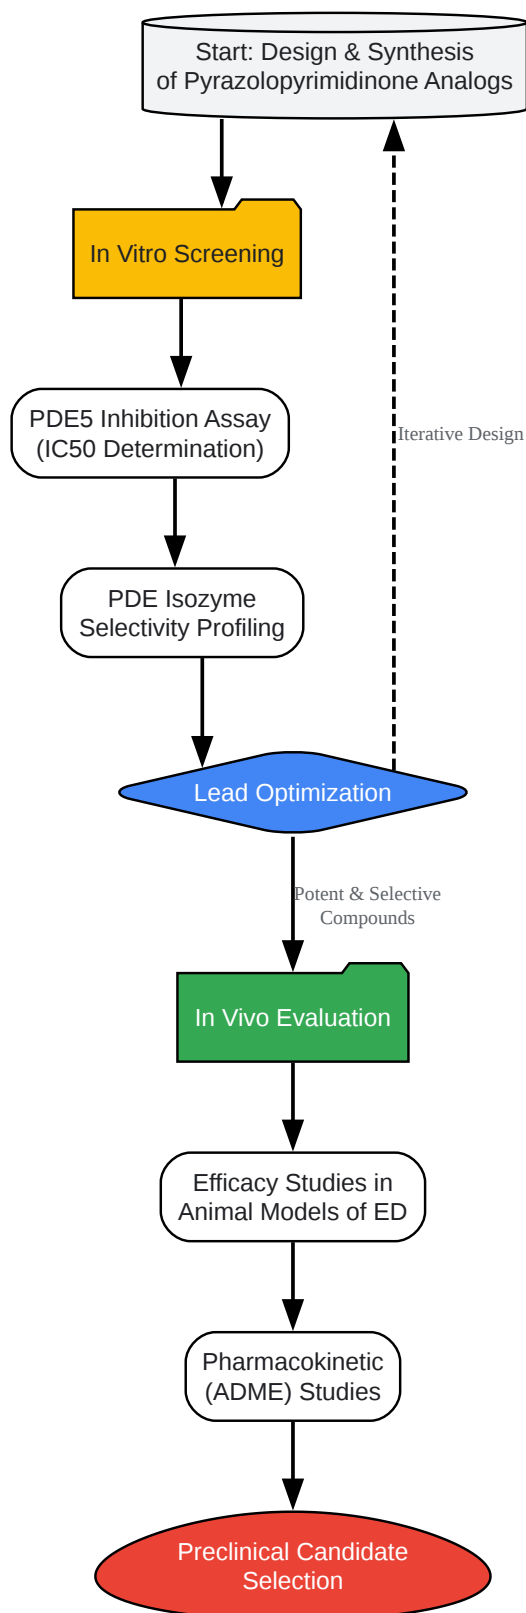 Start: Design & Synthesis
of Pyrazolopyrimidinone Analogs
In Vitro Screening
PDE5 Inhibition Assay
(IC50 Determination)
Iterative Design
PDE Isozyme
Selectivity Profiling
Lead Optimization
Potent & Selective
Compounds
In Vivo Evaluation
Efficacy Studies in
Animal Models of ED
Pharmacokinetic
(ADME) Studies
Preclinical Candidate
Selection